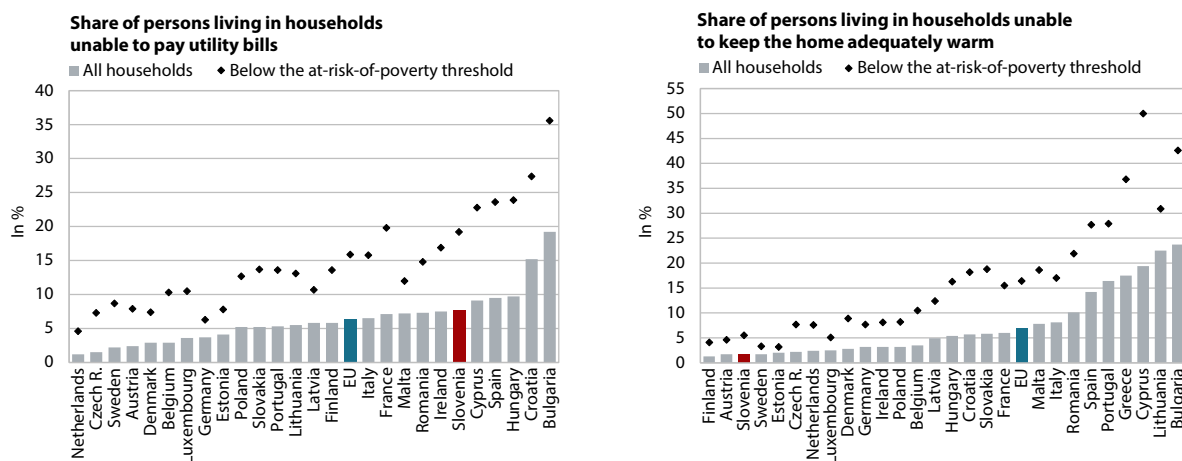 Share of persons living in households
unable to pay utility bills
All households
Below the at-risk-of-poverty threshold
40
35
30
25
20
15
10
5
0
In %
Netherlands
Czech R.
Sweden
Austria
Denmark
Belgium
Luxembourg
Germany
Estonia
Poland
Slovakia
Portugal
Lithuania
Latvia
Finland
EU
Italy
France
Malta
Romania
Ireland
Slovenia
Cyprus
Spain
Hungary
Croatia
Bulgaria
Share of persons living in households unable
to keep the home adequately warm
All households
Below the at-risk-of-poverty threshold
55
50
45
40
35
30
25
20
15
10
5
0
In %
Finland
Austria
Slovenia
Sweden
Estonia
Czech R.
Netherlands
Luxembourg
Denmark
Germany
Ireland
Poland
Belgium
Latvia
Hungary
Croatia
Slovakia
France
EU
Malta
Italy
Romania
Spain
Portugal
Greece
Cyprus
Lithuania
Bulgaria